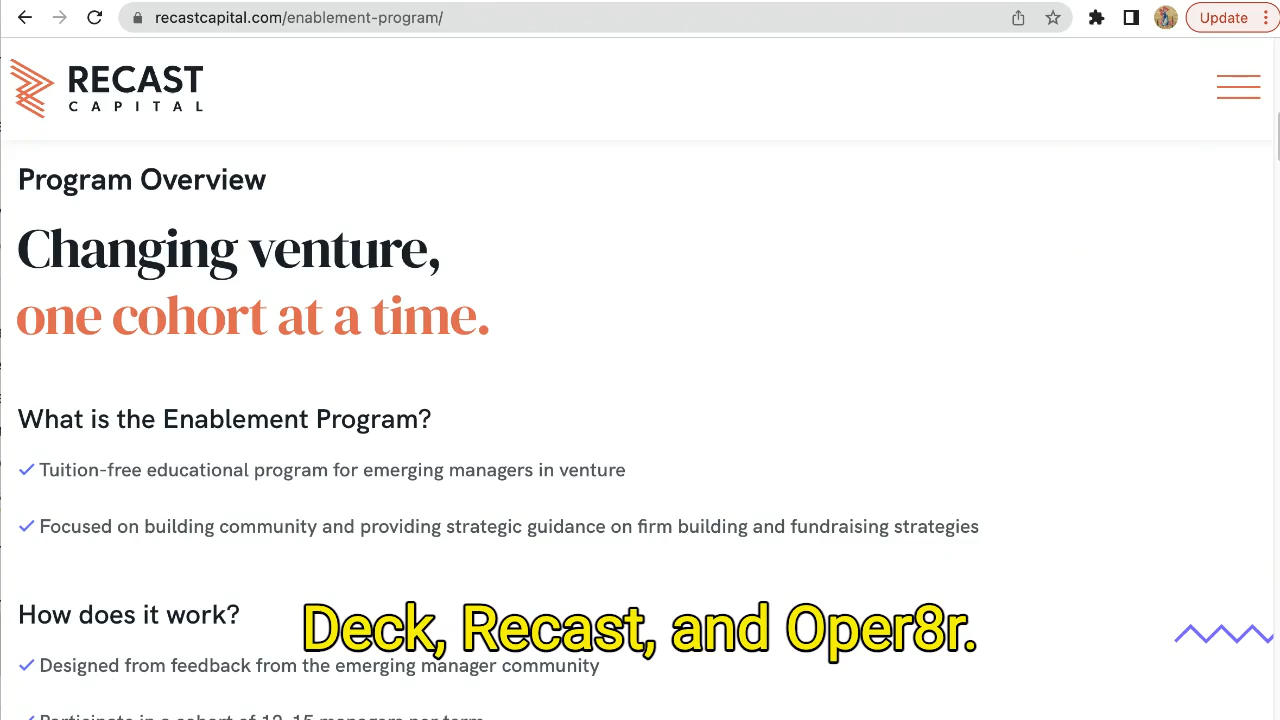 recastcapital.com/enablement-program/
Update
RECAST
CAPITAL
Program Overview
Changing venture,
one cohort at a time.
What is the Enablement Program?
Tuition-free educational program for emerging managers in venture
Focused on building community and providing strategic guidance on firm building and fundraising strategies
How does it work?
Deck, Recast, and Oper8r.
Designed from feedback from the emerging manager community
Participate in a cohort of 12-15 managers per term